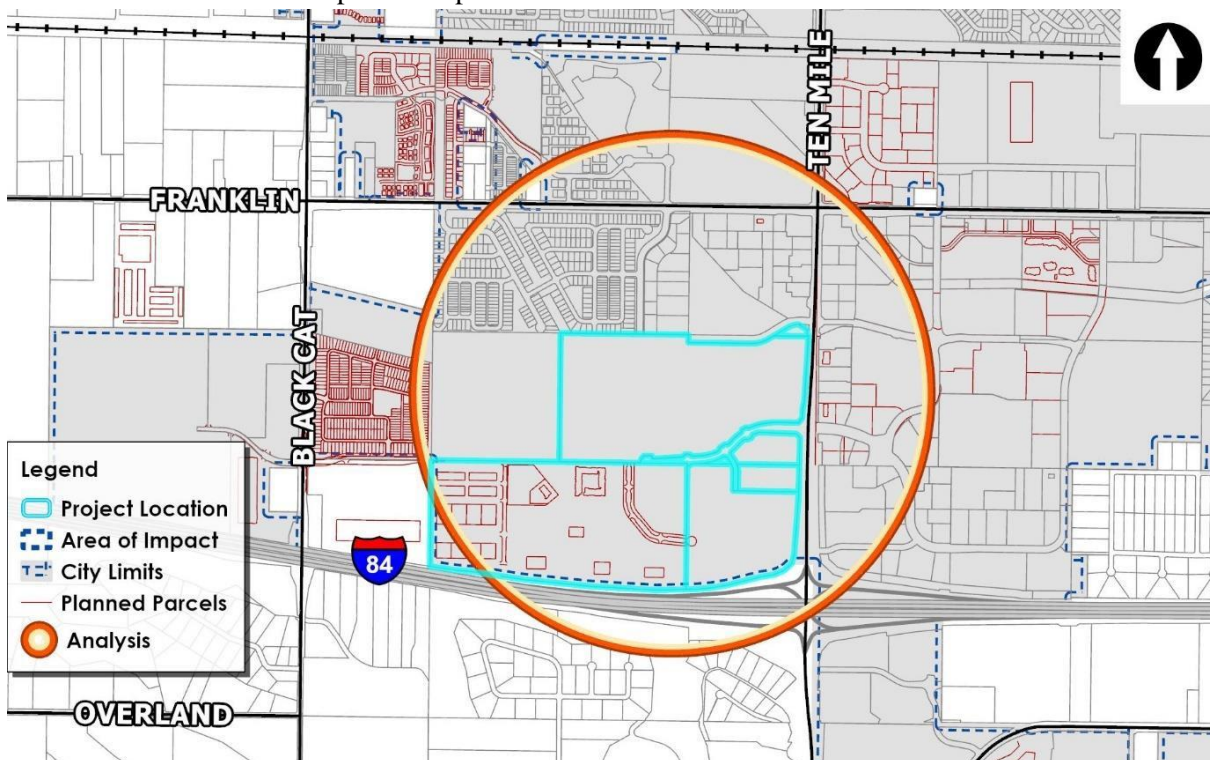 TEN MILE
FRANKLIN
BLACK CAT
Legend
Project Location
Area of Impact
City Limits
Planned Parcels
Analysis
84
OVERLAND